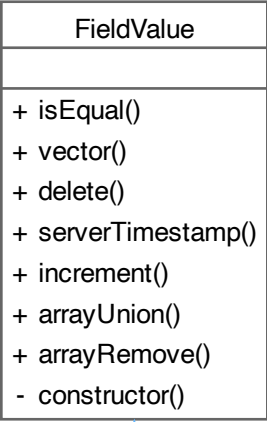 FieldValue
+ isEqual()
+ vector()
+ delete()
+ serverTimestamp()
+ increment()
+ arrayUnion()
+ arrayRemove()
- constructor()